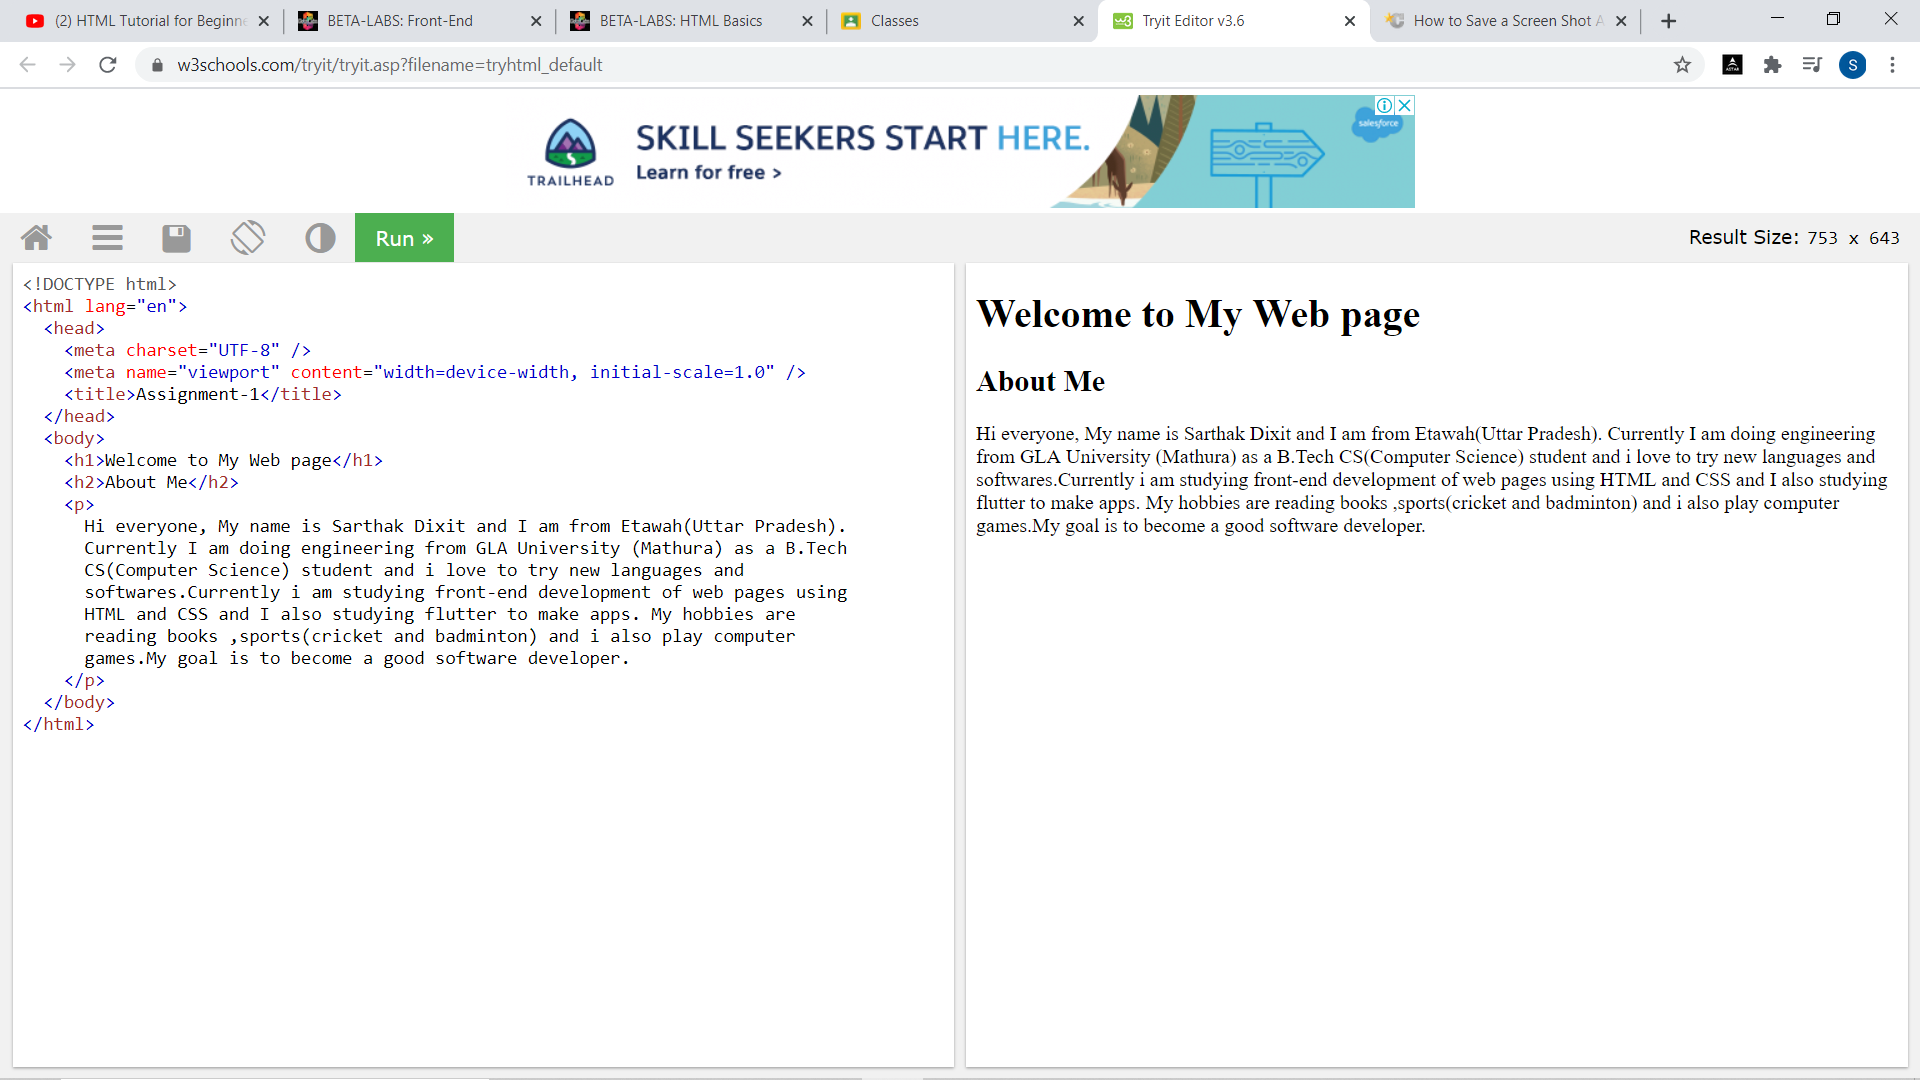 (2) HTML Tutorial for Beginne
BETA-LABS: Front-End
BETA-LABS: HTML Basics
Classes
Tryit Editor v3.6
How to Save a Screen Shot A
w3schools.com/tryit/tryit.asp?filename=tryhtml_default
S
TRAILHEAD
SKILL SEEKERS START HERE.
Learn for free >
salesforce
Run »
Result Size: 753 x 643
<!DOCTYPE html>
<html lang="en">
<head>
<meta charset="UTF-8" />
<meta name="viewport" content="width=device-width, initial-scale=1.0" />
<title>Assignment-1</title>
</head>
<body>
<h1>Welcome to My Web page</h1>
<h2>About Me</h2>
<p>
Hi everyone, My name is Sarthak Dixit and I am from Etawah(Uttar Pradesh).
Currently I am doing engineering from GLA University (Mathura) as a B.Tech
CS(Computer Science) student and i love to try new languages and
softwares.Currently i am studying front-end development of web pages using
HTML and CSS and I also studying flutter to make apps. My hobbies are
reading books ,sports(cricket and badminton) and i also play computer
games.My goal is to become a good software developer.
</p>
</body>
</html>
Welcome to My Web page
About Me
Hi everyone, My name is Sarthak Dixit and I am from Etawah(Uttar Pradesh). Currently I am doing engineering
from GLA University (Mathura) as a B.Tech CS(Computer Science) student and i love to try new languages and
softwares.Currently i am studying front-end development of web pages using HTML and CSS and I also studying
flutter to make apps. My hobbies are reading books ,sports(cricket and badminton) and i also play computer
games.My goal is to become a good software developer.